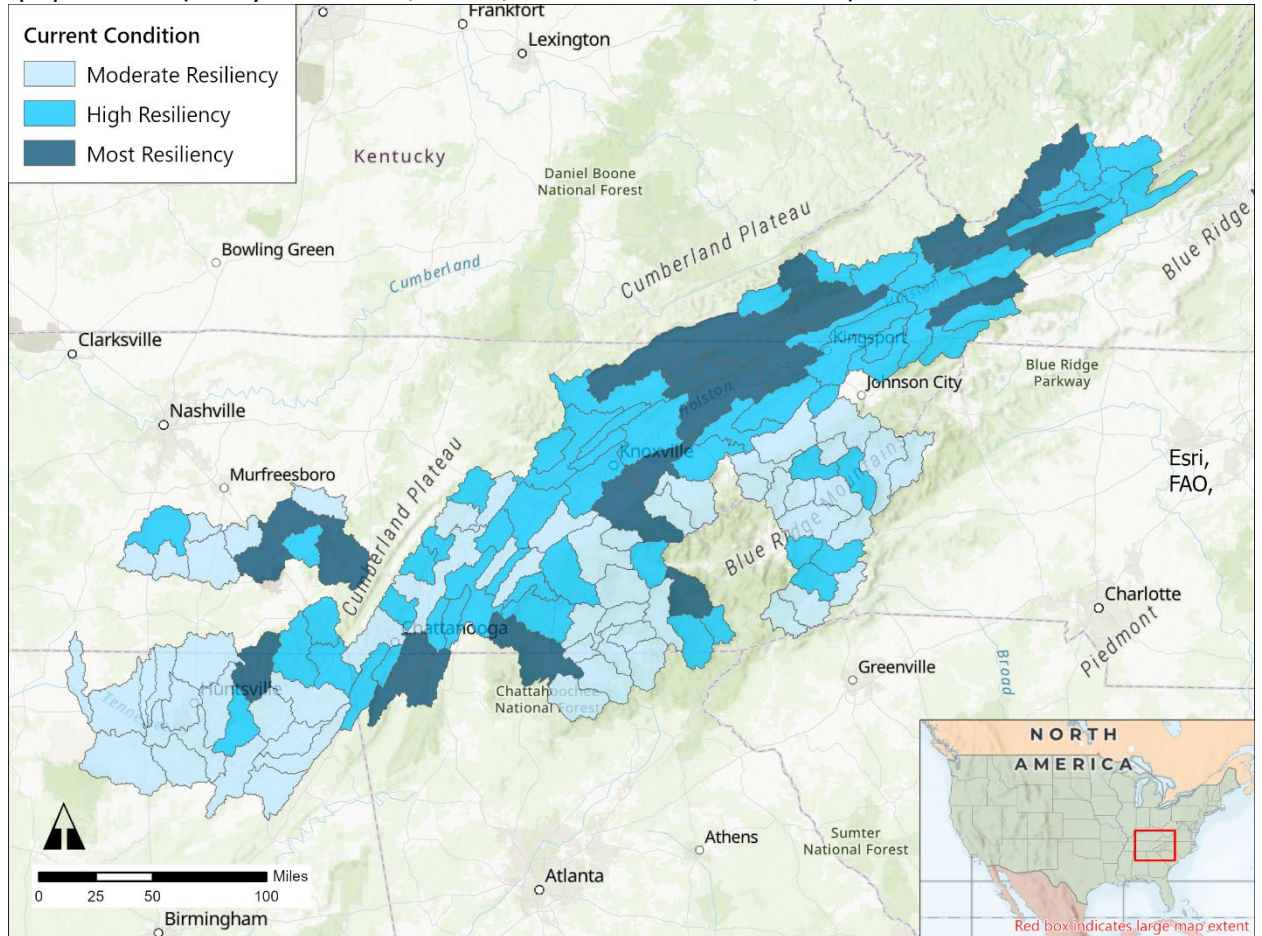 Current Condition
Moderate Resiliency
High Resiliency
Most Resiliency
Frankfort
Lexington
Kentucky
Daniel Boone
National Forest
Cumberland Plateau
Blue Ridge
Bowling Green
Cumberland
Clarksville
Holston
Kingsport
Johnson City
Blue Ridge
Parkway
Nashville
Holston
Knoxville
Murfreesboro
Esri,
FAO,
Cumberland Plateau
Blue Ridge Mountains
Charlotte
Piedmont
Chattanooga
Greenville
Broad
Huntsville
Tennessee
Chattahoochee
National Forest
Athens
Sumter
National Forest
Atlanta
Birmingham
Miles
0 25 50 100
NORTH
AMERICA
Red box indicates large map extent